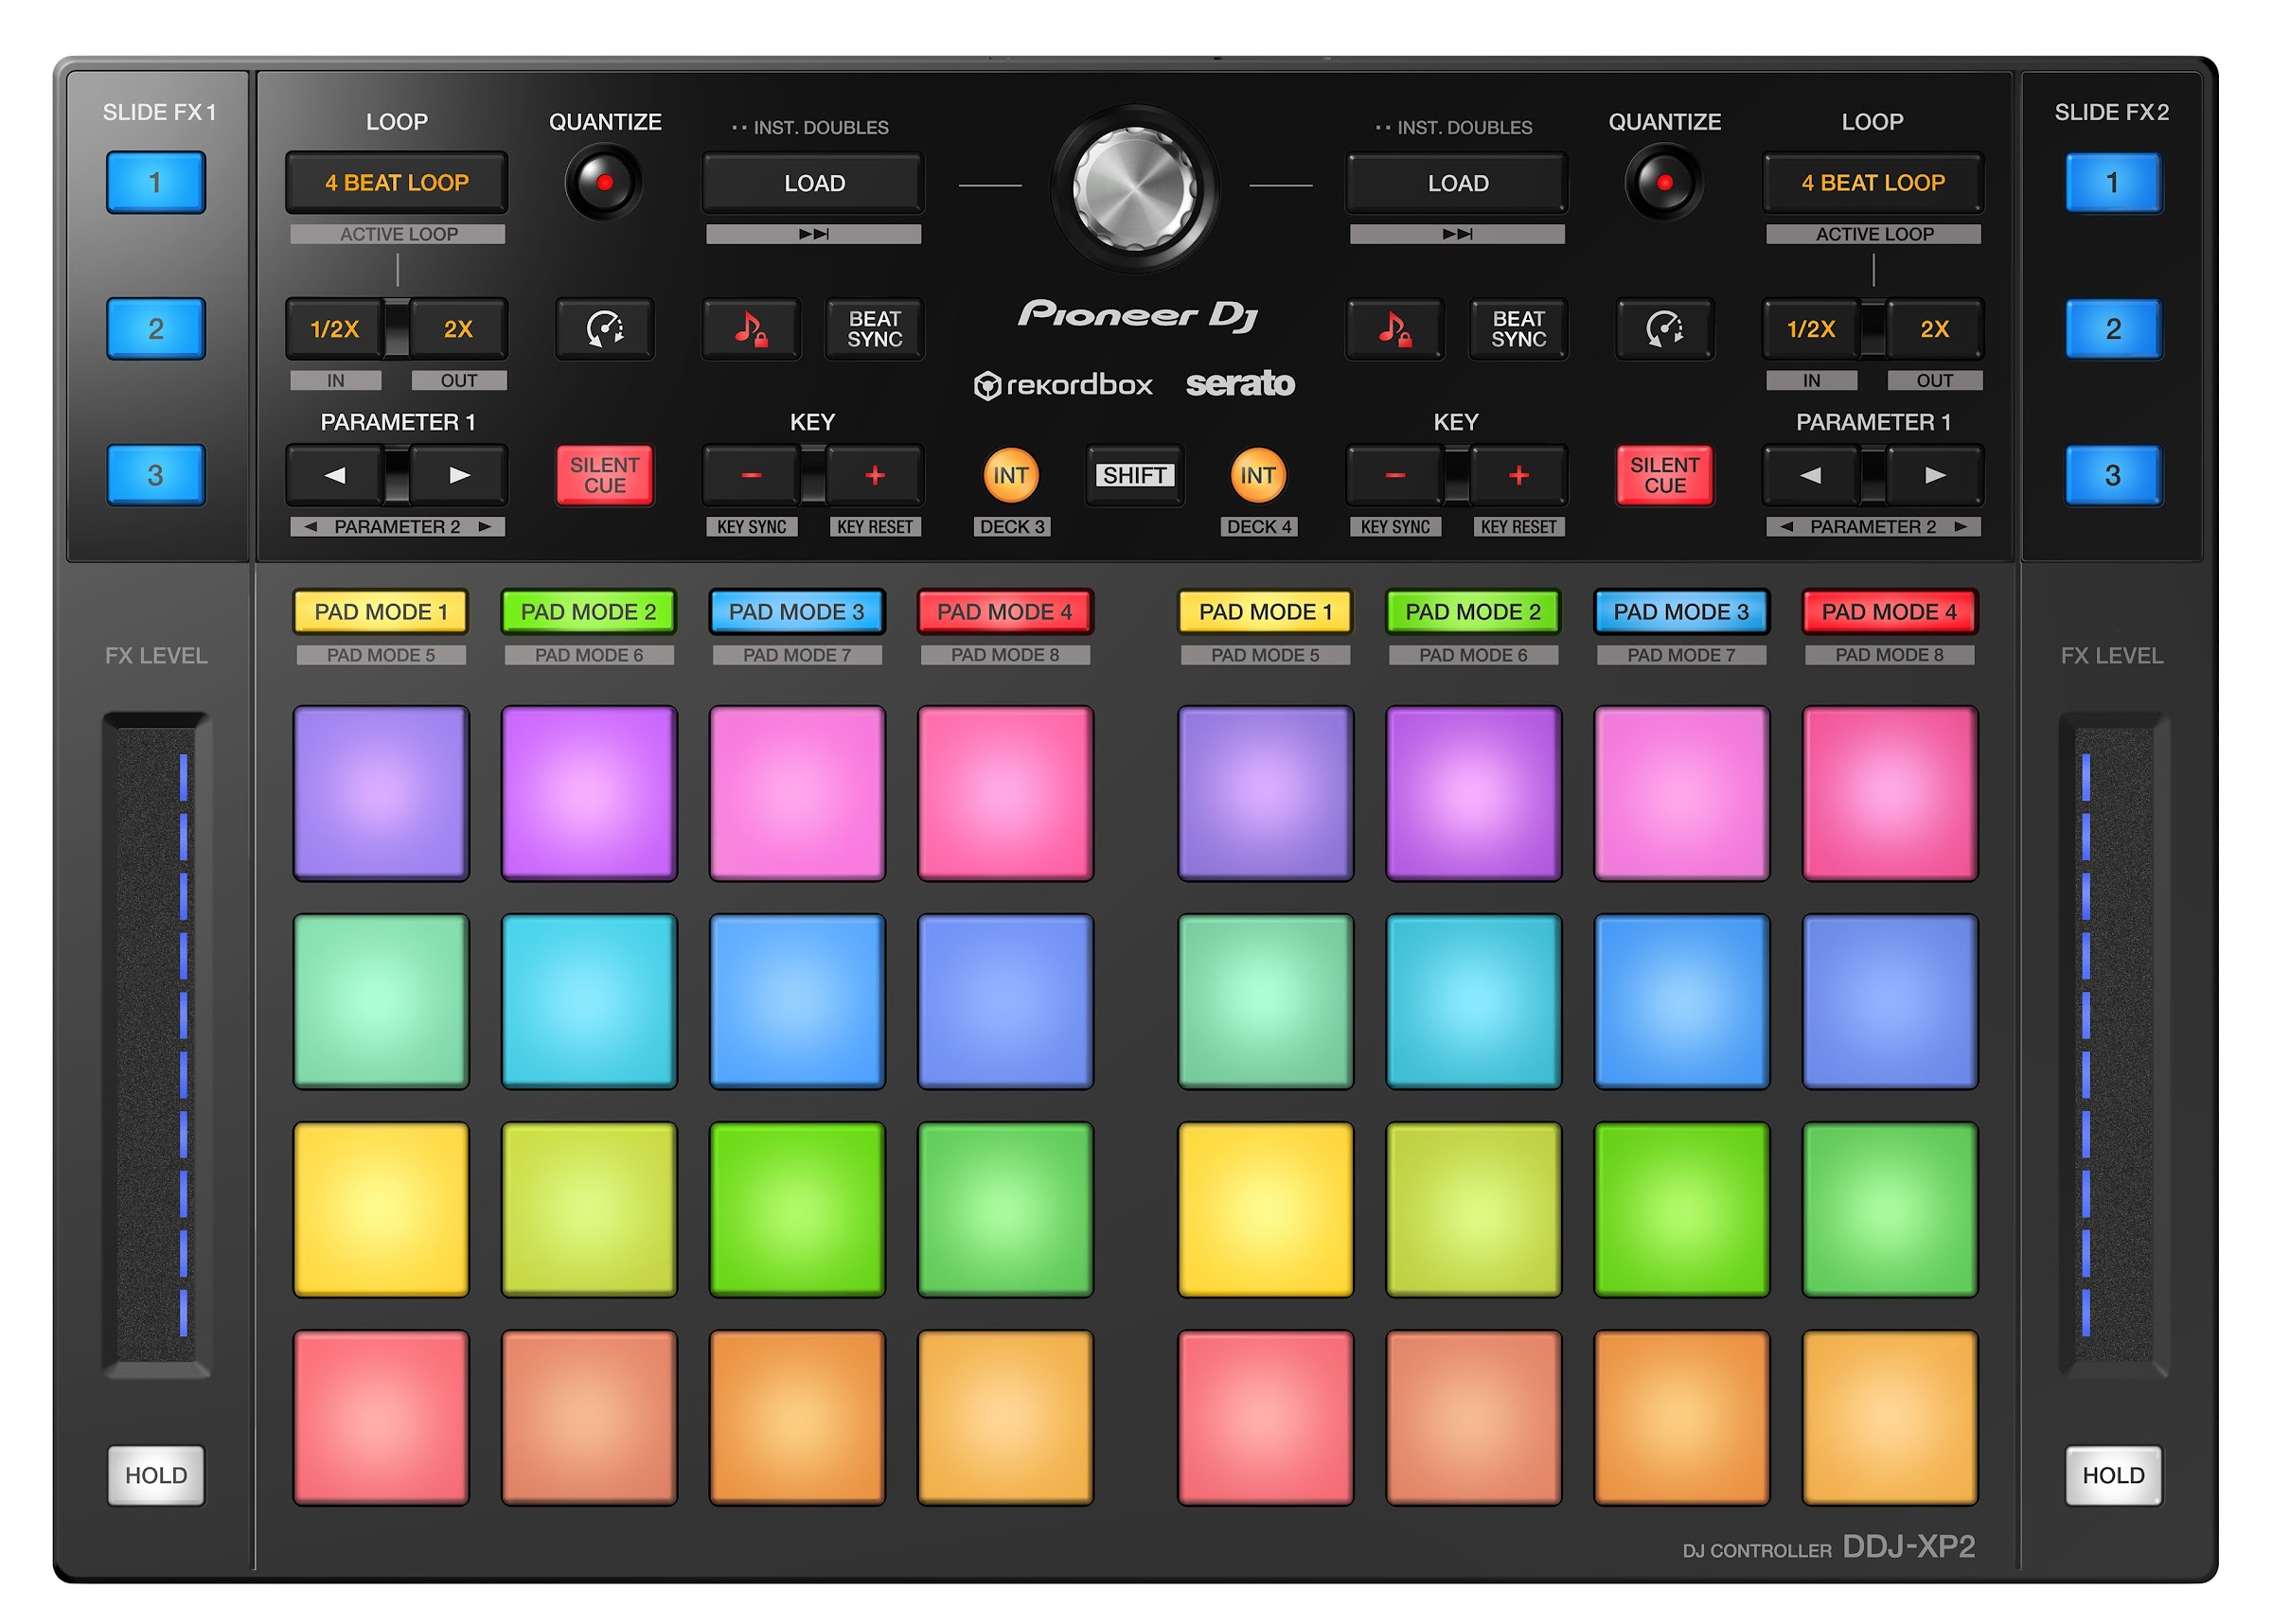 SLIDE FX1
1
2
3
FX LEVEL
HOLD
LOOP
4 BEAT LOOP
ACTIVE LOOP
1/2X 2X
IN OUT
PARAMETER 1
PARAMETER 2
QUANTIZE
SILENT
CUE
INST. DOUBLES
LOAD
BEAT
SYNC
KEY
- +
KEY SYNC KEY RESET
Pioneer Dj
rekordbox serato
INT SHIFT INT
DECK 3 DECK 4
INST. DOUBLES
LOAD
BEAT
SYNC
KEY
- +
KEY SYNC KEY RESET
QUANTIZE
SILENT
CUE
LOOP
4 BEAT LOOP
ACTIVE LOOP
1/2X 2X
IN OUT
PARAMETER 1
PARAMETER 2
SLIDE FX2
1
2
3
FX LEVEL
HOLD
PAD MODE 1 PAD MODE 2 PAD MODE 3 PAD MODE 4
PAD MODE 5 PAD MODE 6 PAD MODE 7 PAD MODE 8
PAD MODE 1 PAD MODE 2 PAD MODE 3 PAD MODE 4
PAD MODE 5 PAD MODE 6 PAD MODE 7 PAD MODE 8
DJ CONTROLLER DDJ-XP2